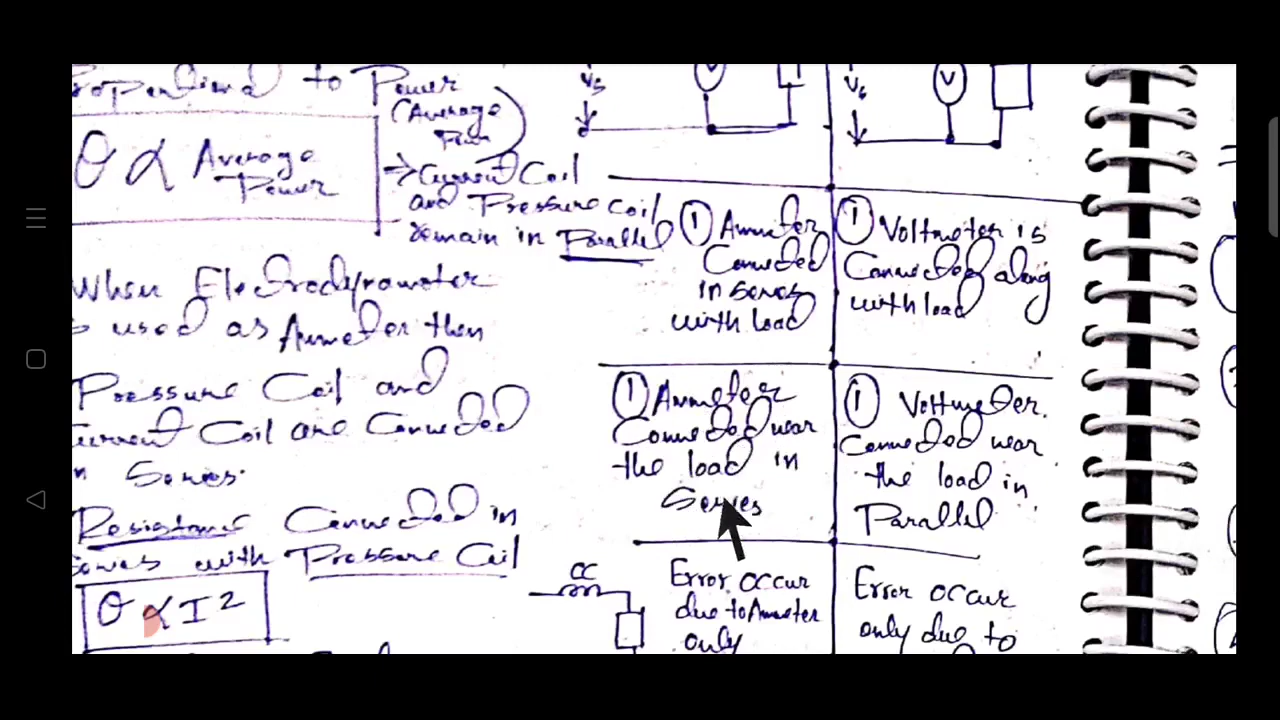 Proportional to Power
(Average
Power)
θ ∝ Average
Power
→ Current Coil
and Pressure coil
remain in Parallel
When Electrodynamometer
is used as Ammeter then
Pressure Coil and
Current Coil are Connected
in Series.
Resistance Connected in
Series with Pressure Coil
θ ∝ I²
CC
Vs
V
① Ammeter
Connected
in series
with load
① Ammeter
Connected near
the load in
Series
Error occur
due to Ammeter
only
Vs
V
① Voltmeter is
Connected along
with load
① Voltmeter.
Connected near
the load in
Parallel
Error occur
only due to